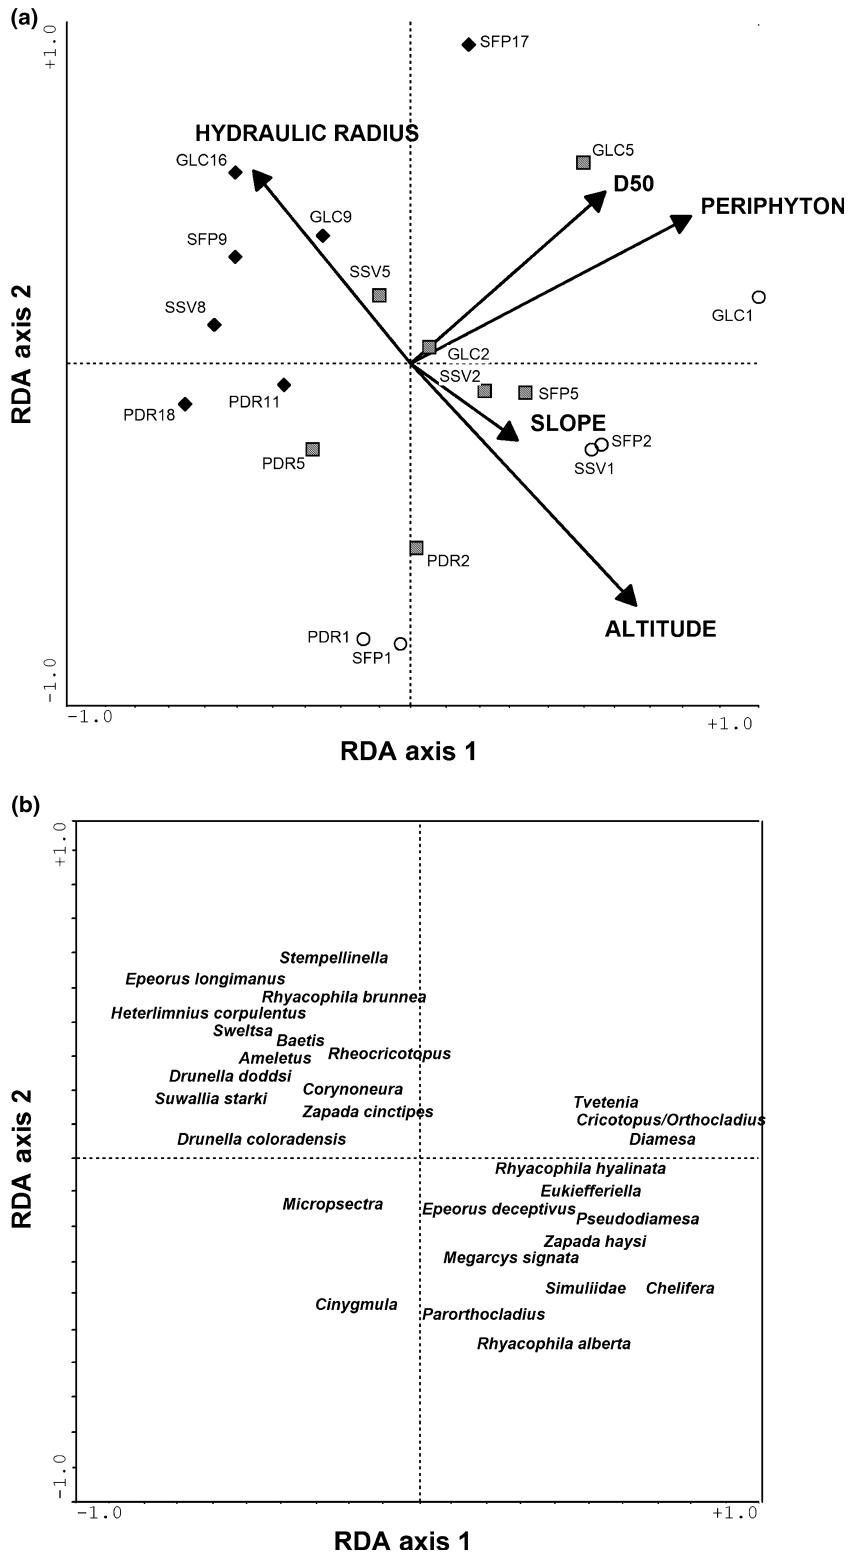 (a)
+1.0
SFP17
HYDRAULIC RADIUS
GLC16
GLC5
D50
PERIPHYTON
GLC9
SFP9
SSV5
SSV8
GLC1
RDA axis 2
GLC2
SSV2
SFP5
PDR18
PDR11
SLOPE
SFP2
PDR5
SSV1
PDR2
ALTITUDE
PDR1
SFP1
-1.0
-1.0
+1.0
RDA axis 1
(b)
+1.0
Stempellinella
Epeorus longimanus
Rhyacophila brunnea
Heterlimnius corpulentus
Sweltsa
Baetis
Rheocricotopus
Ameletus
Drunella doddsi
Corynoneura
Suwallia starki
Tvetenia
Zapada cinctipes
Cricotopus/Orthocladius
Drunella coloradensis
Diamesa
RDA axis 2
Rhyacophila hyalinata
Eukiefferiella
Micropsectra
Epeorus deceptivus
Pseudodiamesa
Zapada haysi
Megarcys signata
Simuliidae
Chelifera
Cinygmula
Parorthocladius
Rhyacophila alberta
-1.0
-1.0
+1.0
RDA axis 1